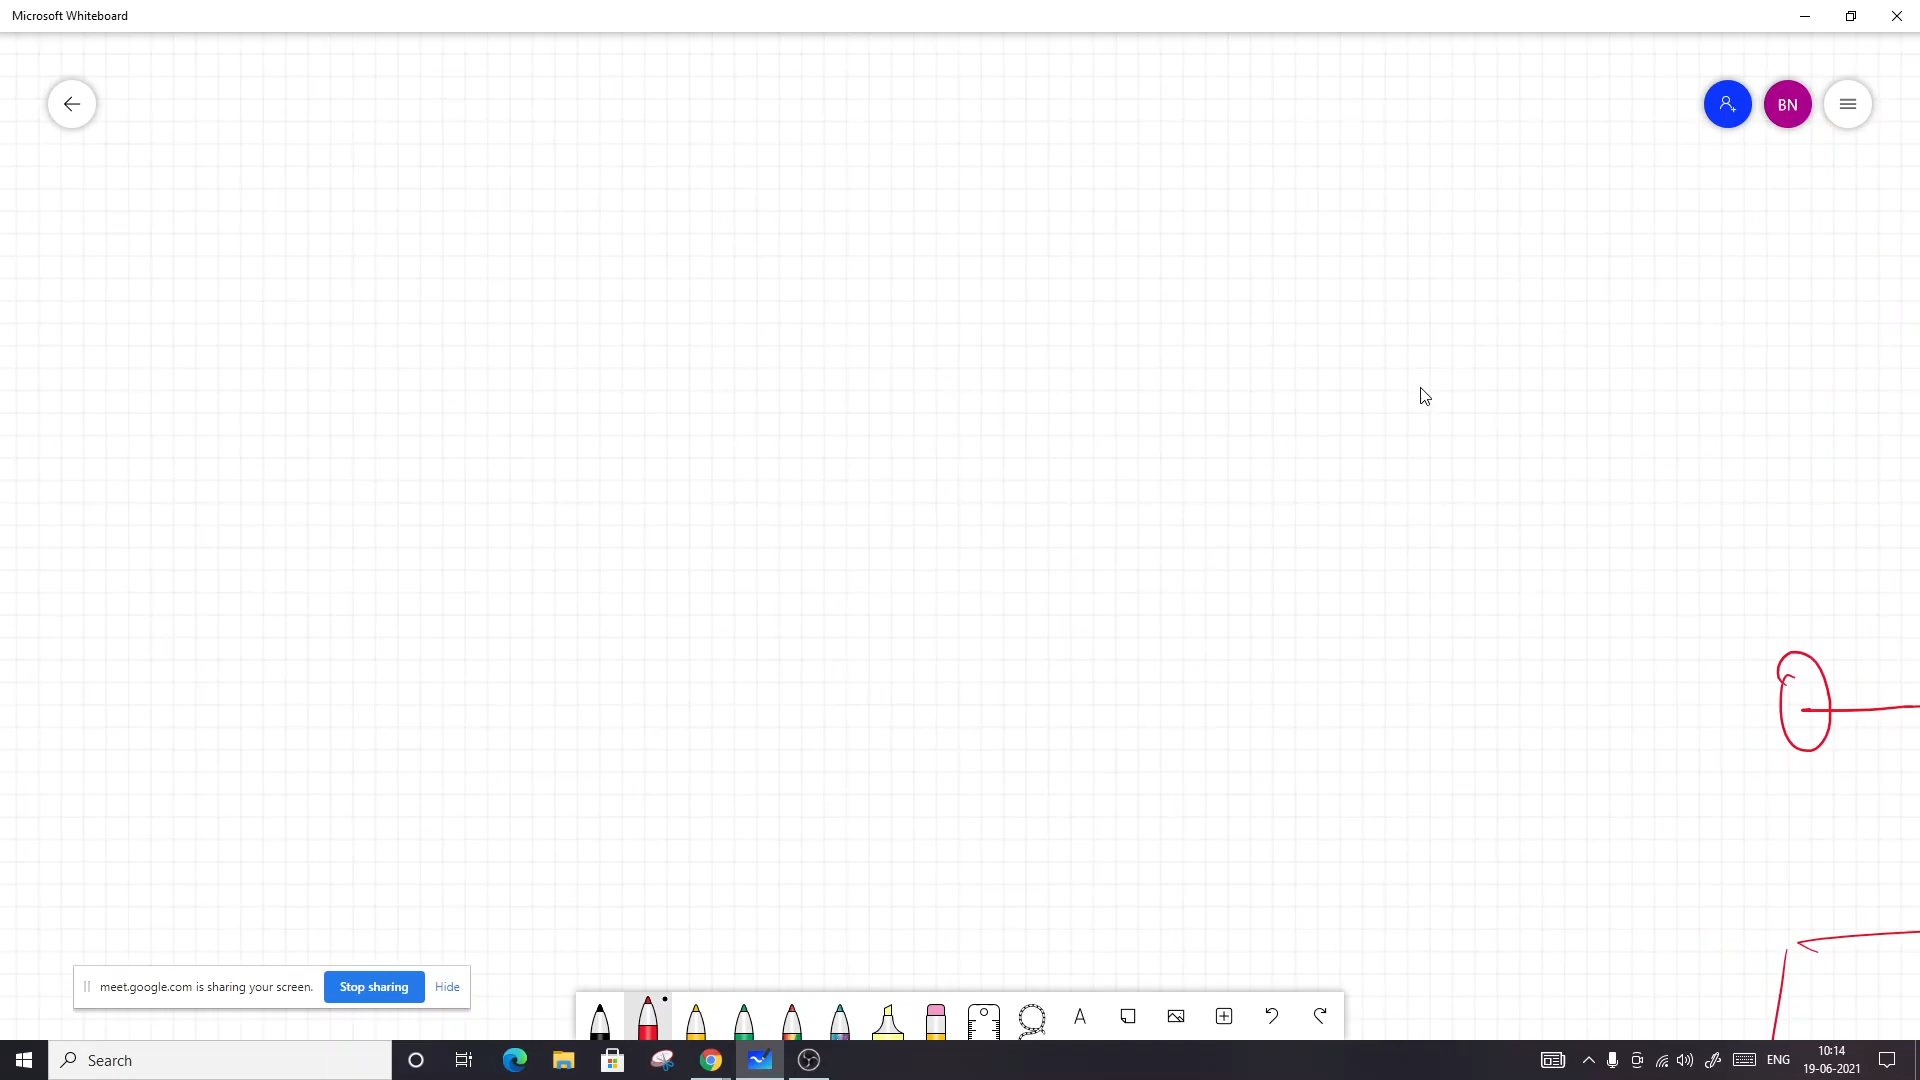 Microsoft Whiteboard
BN
meet.google.com is sharing your screen.
Stop sharing
Hide
A
Search
ENG
10:14
19-06-2021